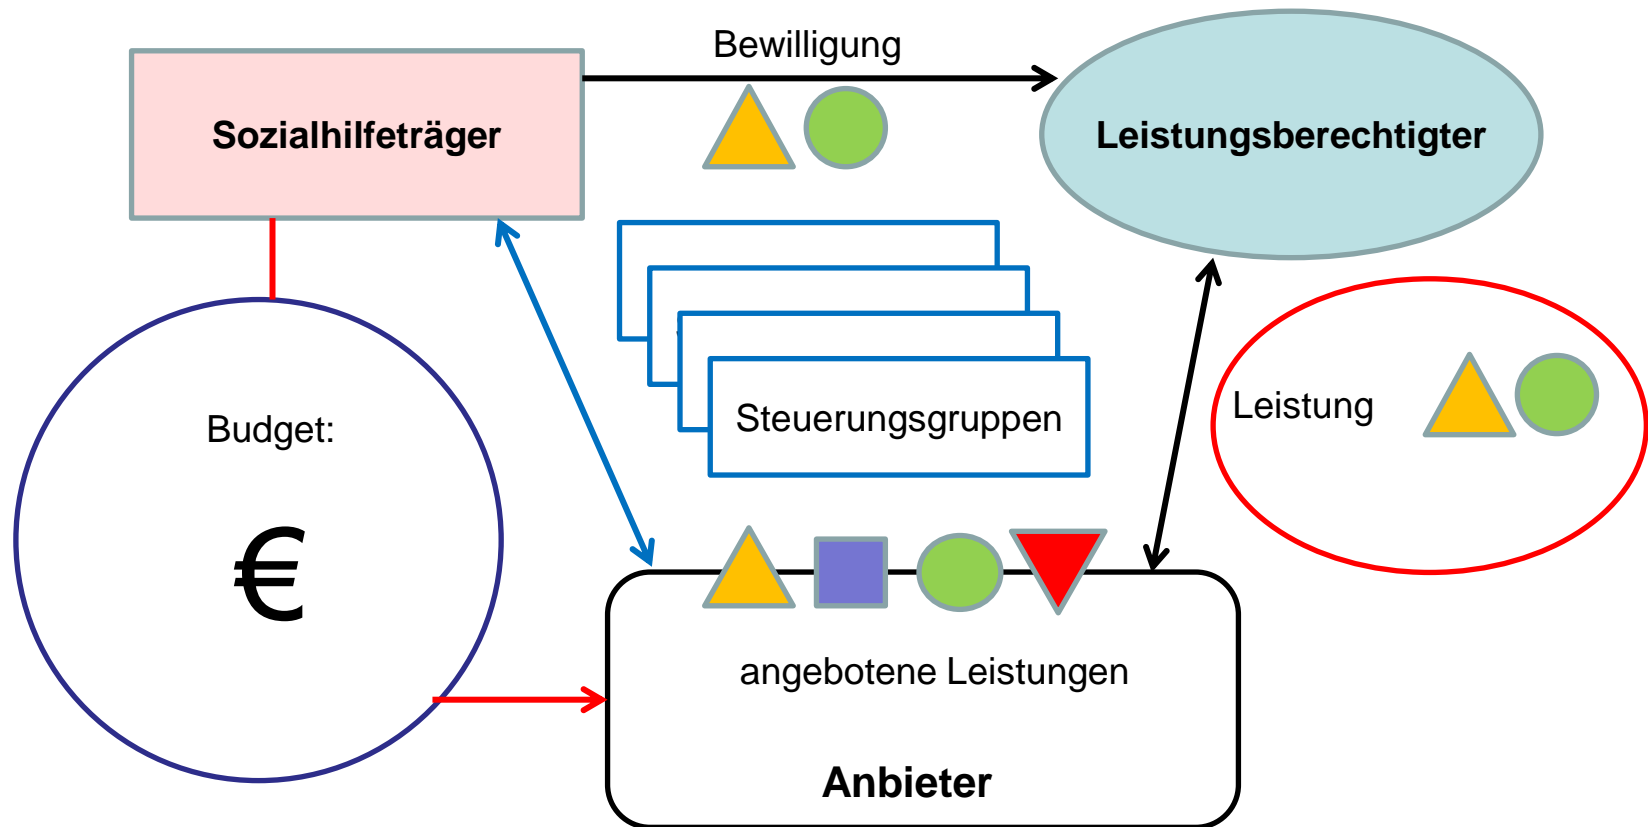 Bewilligung
Sozialhilfeträger
Leistungsberechtigter
Leistung
Steuerungsgruppen
Budget:
€
angebotene Leistungen
Anbieter